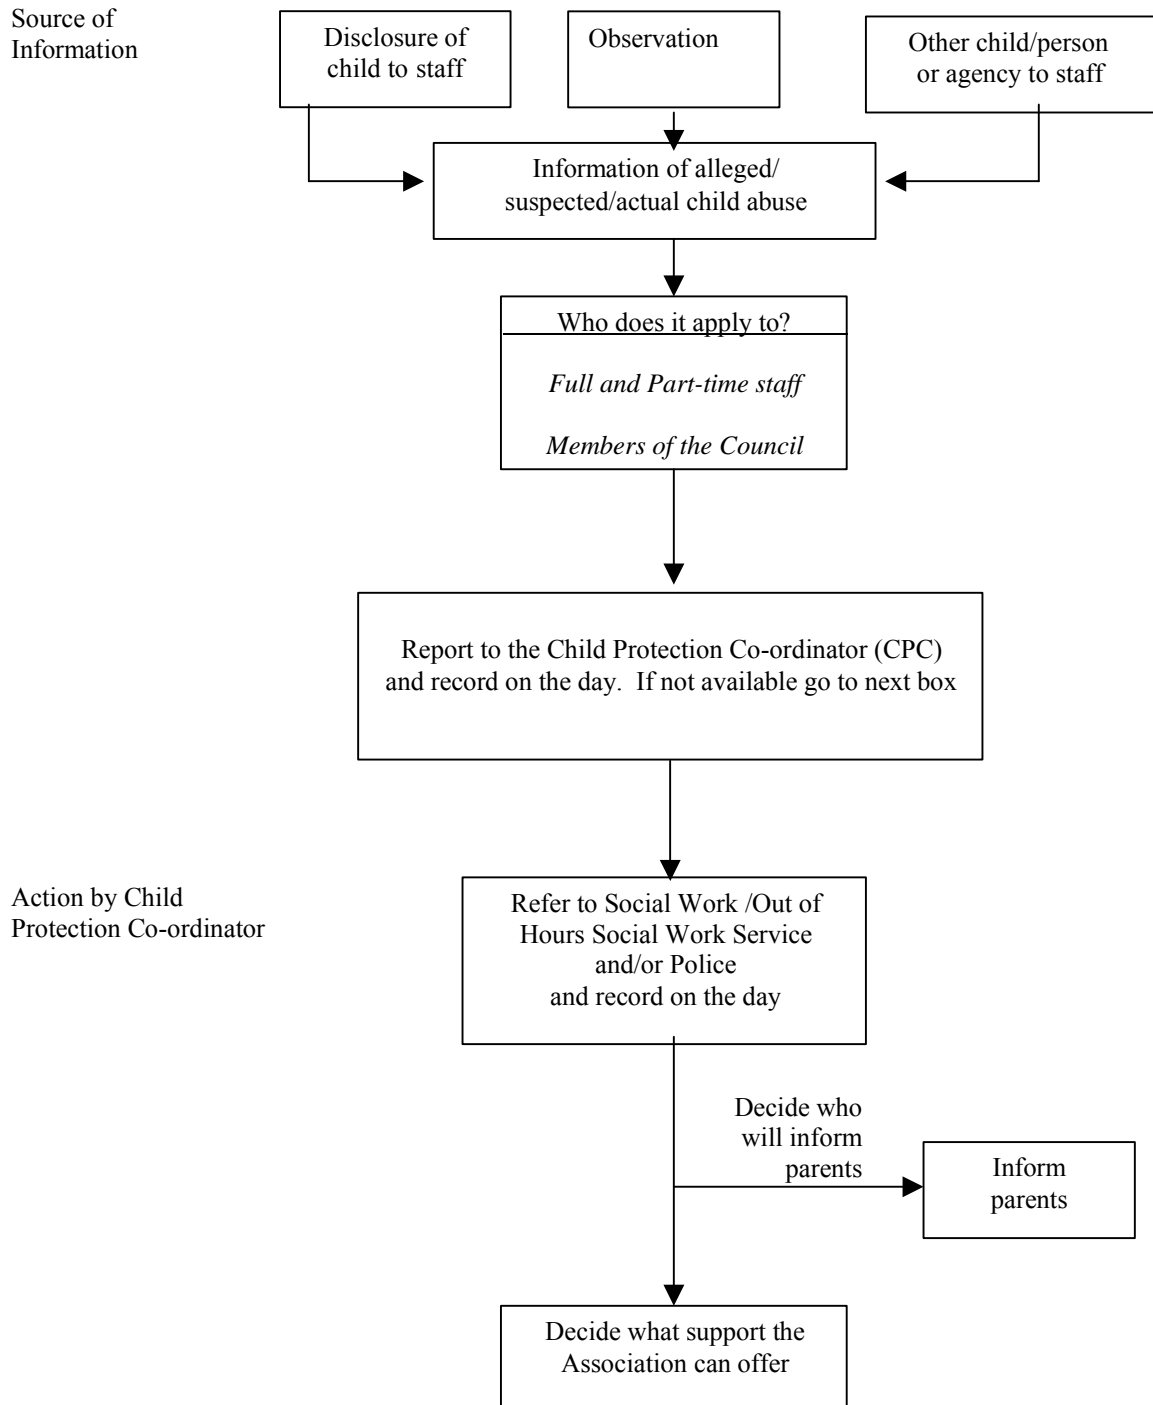 Source of
Information
Disclosure of
child to staff
Observation
Other child/person
or agency to staff
Information of alleged/
suspected/actual child abuse
Who does it apply to?
Full and Part-time staff
Members of the Council
Report to the Child Protection Co-ordinator (CPC)
and record on the day.  If not available go to next box
Action by Child
Protection Co-ordinator
Refer to Social Work /Out of
Hours Social Work Service
and/or Police
and record on the day
Decide who
will inform
parents
Inform
parents
Decide what support the
Association can offer